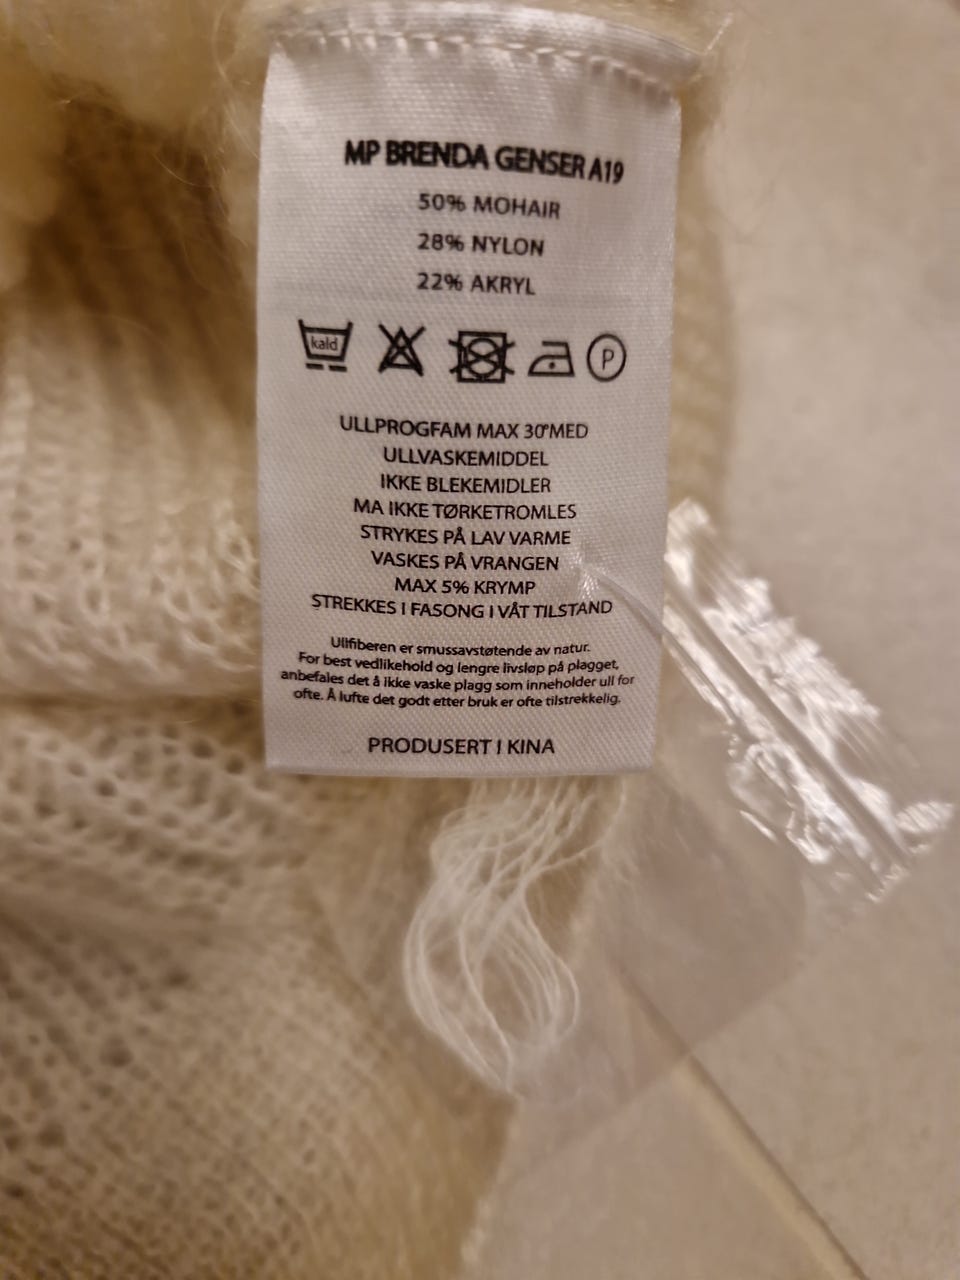 MP BRENDA GENSER A19
50% MOHAIR
28% NYLON
22% AKRYL
kald
P
ULLPROGFAM MAX 30°MED
ULLVASKEMIDDEL
IKKE BLEKEMIDLER
MA IKKE TØRKETROMLES
STRYKES PÅ LAV VARME
VASKES PÅ VRANGEN
MAX 5% KRYMP
STREKKES I FASONG I VÅT TILSTAND
Ullfiberen er smussavstøtende av natur.
For best vedlikehold og lengre livsløp på plagget,
anbefales det å ikke vaske plagg som inneholder ull for
ofte. Å lufte det godt etter bruk er ofte tilstrekkelig.
PRODUSERT I KINA